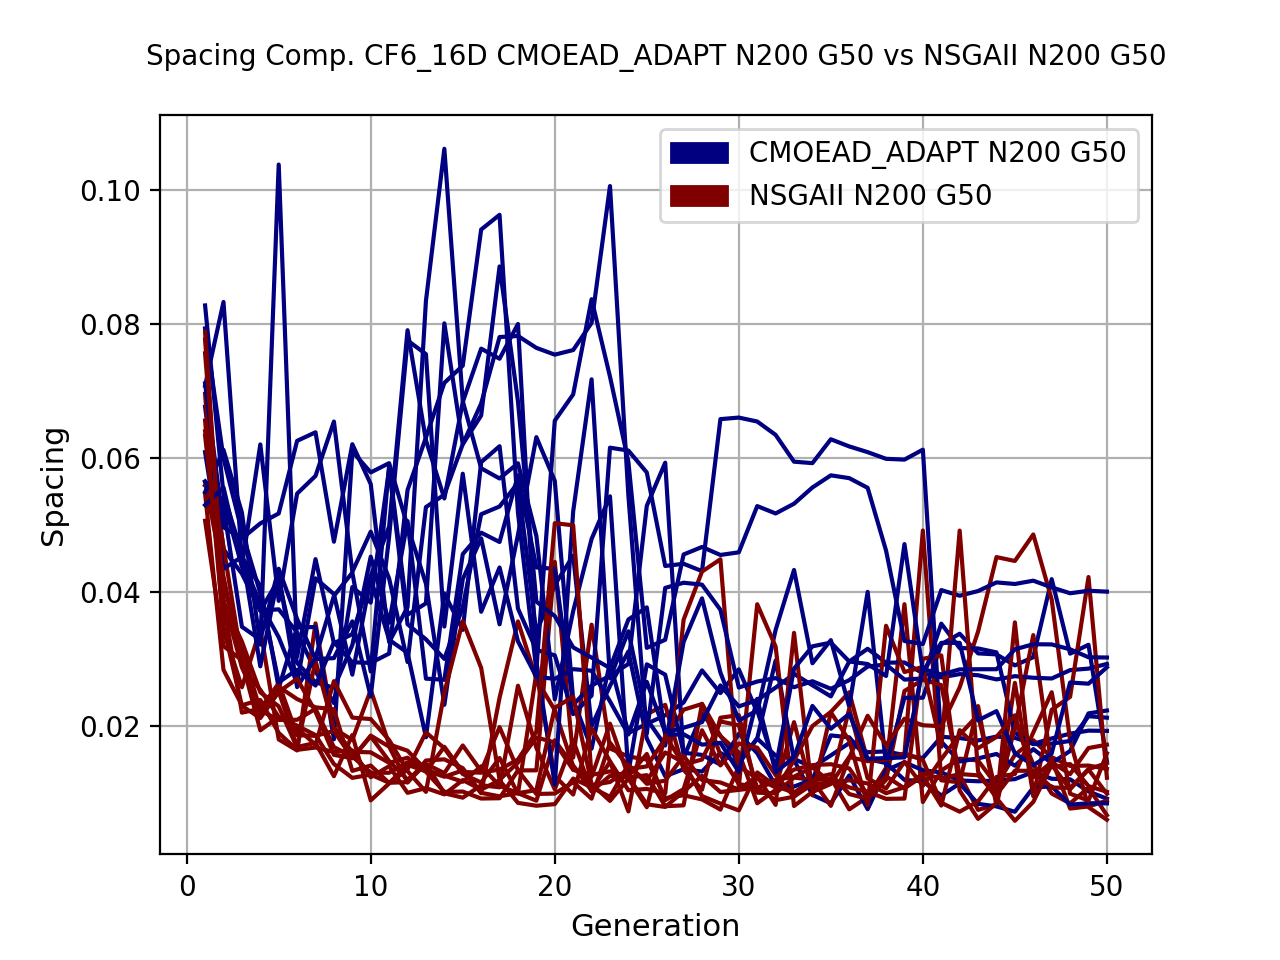 Spacing Comp. CF6_16D CMOEAD_ADAPT N200 G50 vs NSGAII N200 G50
CMOEAD_ADAPT N200 G50
NSGAII N200 G50
0.10
0.08
0.06
0.04
0.02
Spacing
0 10 20 30 40 50
Generation